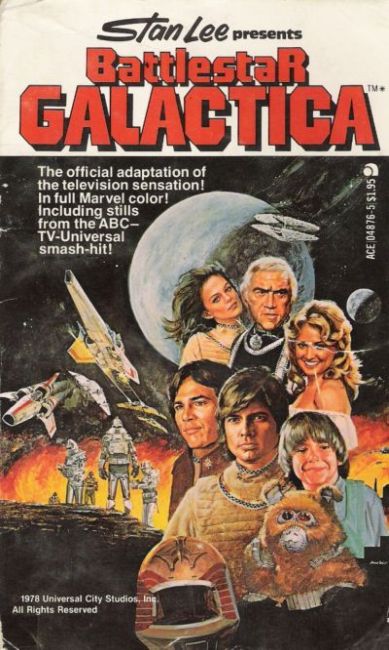 Stan Lee presents
BattlestaR
GALACTICA
TM*
The official adaptation of
the television sensation!
In full Marvel color!
Including stills
from the ABC—
TV-Universal
smash-hit!
ACE 04876-5 $1.95
1978 Universal City Studios, Inc.
All Rights Reserved